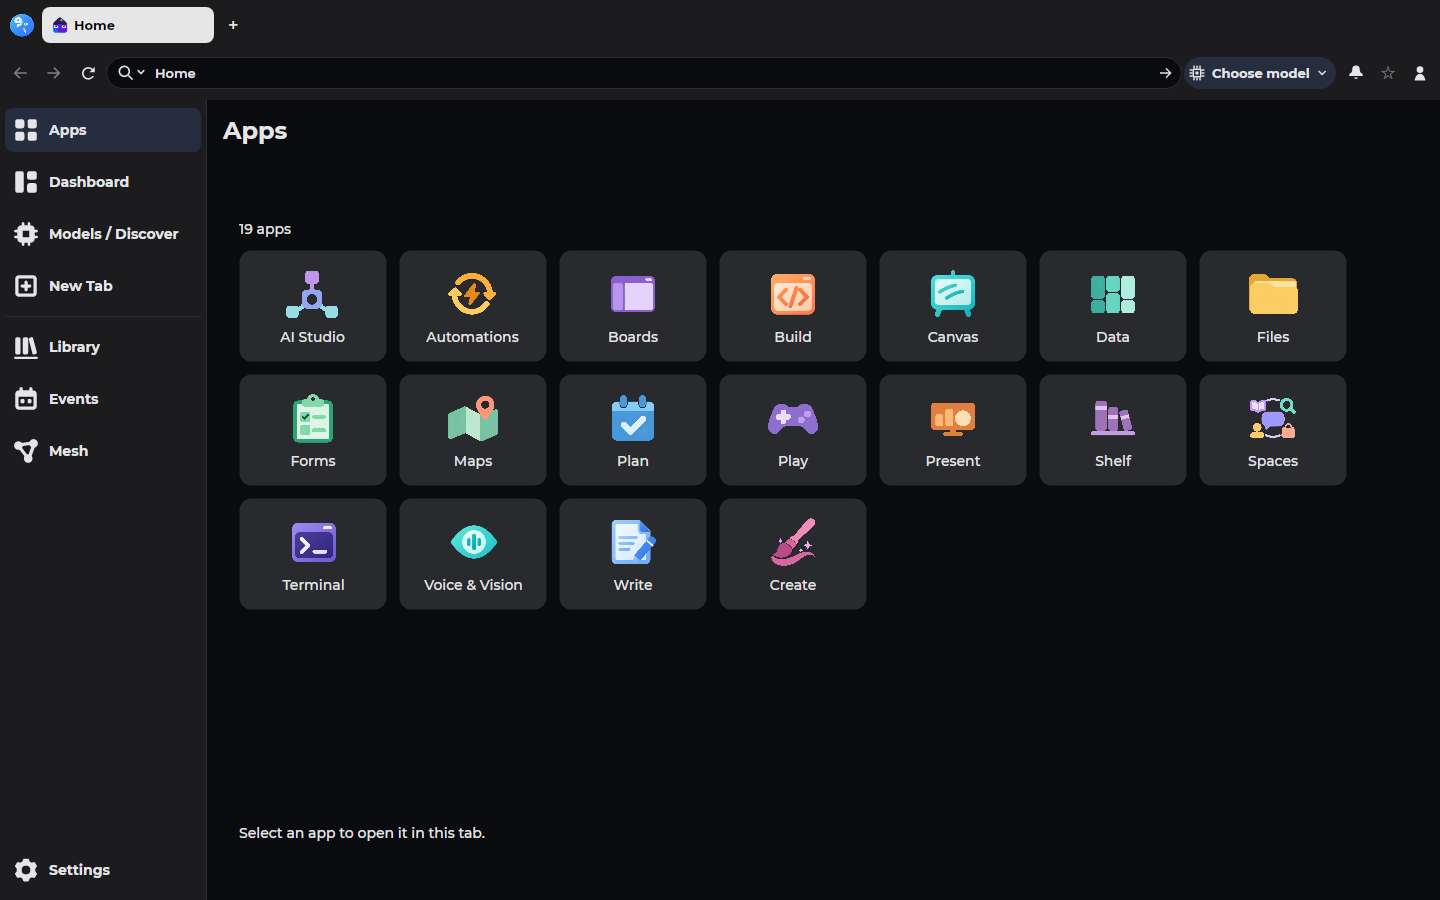 Home
Home
Choose model
Apps
Dashboard
Models / Discover
New Tab
Library
Events
Mesh
Settings
Apps
19 apps
AI Studio
Automations
Boards
Build
Canvas
Data
Files
Forms
Maps
Plan
Play
Present
Shelf
Spaces
Terminal
Voice & Vision
Write
Create
Select an app to open it in this tab.